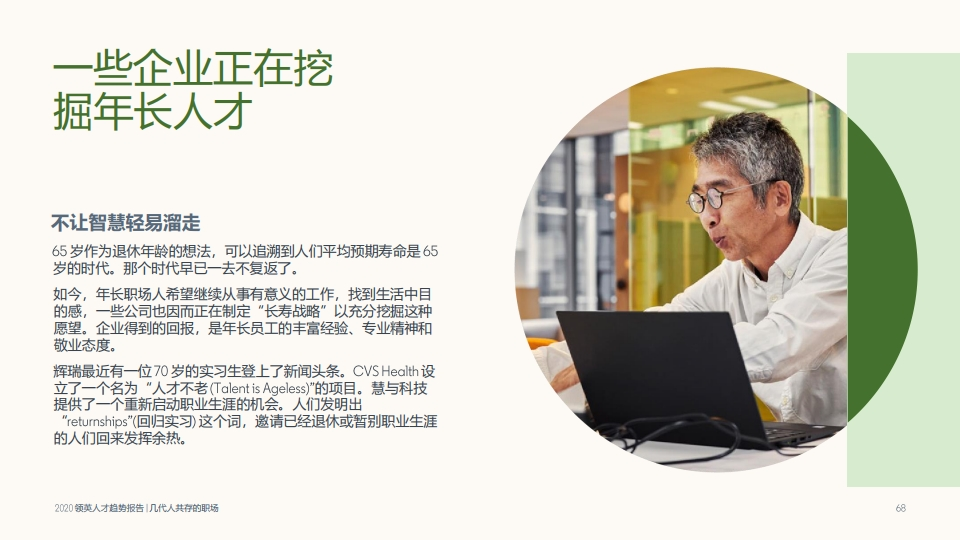 一些企业正在挖
掘年长人才
不让智慧轻易溜走
65 岁作为退休年龄的想法，可以追溯到人们平均预期寿命是 65
岁的时代。那个时代早已一去不复返了。
如今，年长职场人希望继续从事有意义的工作，找到生活中目
的感，一些公司也因而正在制定“长寿战略”以充分挖掘这种
愿望。企业得到的回报，是年长员工的丰富经验、专业精神和
敬业态度。
辉瑞最近有一位 70 岁的实习生登上了新闻头条。CVS Health 设
立了一个名为“人才不老 (Talent is Ageless)”的项目。慧与科技
提供了一个重新启动职业生涯的机会。人们发明出
“returnships”(回归实习) 这个词，邀请已经退休或暂别职业生涯
的人们回来发挥余热。
2020 领英人才趋势报告 | 几代人共存的职场
68